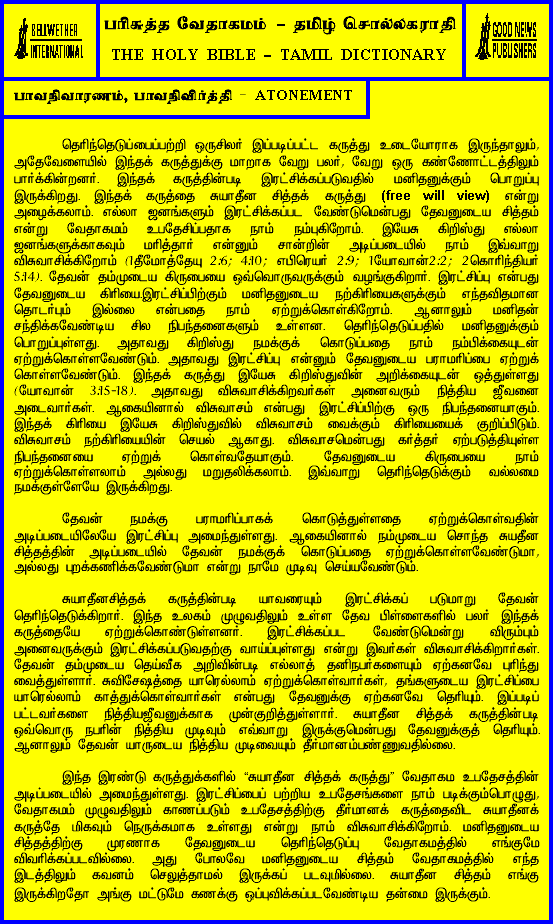 BELLWETHER
INTERNATIONAL
பரிசுத்த வேதாகமம் – தமிழ் சொல்லகராதி
THE HOLY BIBLE – TAMIL DICTIONARY
GOOD NEWS
PUBLISHERS
பாவநிவாரணம், பாவநிவிர்த்தி – ATONEMENT
தெரிந்தெடுப்பைப்பற்றி ஒருசிலர் இப்படிப்பட்ட கருத்து உடையோராக இருந்தாலும்,
அதேவேளையில் இந்தக் கருத்துக்கு மாறாக வேறு பலர், வேறு ஒரு கண்ணோட்டத்திலும்
பார்க்கின்றனர். இந்தக் கருத்தின்படி இரட்சிக்கப்படுவதில் மனிதனுக்கும் பொறுப்பு
இருக்கிறது. இந்தக் கருத்தை சுயாதீன சித்தக் கருத்து (free will view) என்று
அழைக்கலாம். எல்லா ஜனங்களும் இரட்சிக்கப்பட வேண்டுமென்பது தேவனுடைய சித்தம்
என்று வேதாகமம் உபதேசிப்பதாக நாம் நம்புகிறோம். இயேசு கிறிஸ்து எல்லா
ஜனங்களுக்காகவும் மரித்தார் என்னும் சான்றின் அடிப்படையில் நாம் இவ்வாறு
விசுவாசிக்கிறோம் (1தீமோத்தேயு 2:6; 4:10; எபிரெயர் 2:9; 1யோவான்2:2; 2கொரிந்தியர்
5:14). தேவன் தம்முடைய கிருபையை ஒவ்வொருவருக்கும் வழங்குகிறார். இரட்சிப்பு என்பது
தேவனுடைய கிரியை.இரட்சிப்பிற்கும் மனிதனுடைய நற்கிரியைகளுக்கும் எந்தவிதமான
தொடர்பும் இல்லை என்பதை நாம் ஏற்றுக்கொள்கிறோம். ஆனாலும் மனிதன்
சந்திக்கவேண்டிய சில நிபந்தனைகளும் உள்ளன. தெரிந்தெடுப்பதில் மனிதனுக்கும்
பொறுப்புள்ளது. அதாவது கிறிஸ்து நமக்குக் கொடுப்பதை நாம் நம்பிக்கையுடன்
ஏற்றுக்கொள்ளவேண்டும். அதாவது இரட்சிப்பு என்னும் தேவனுடைய பராமரிப்பை ஏற்றுக்
கொள்ளவேண்டும். இந்தக் கருத்து இயேசு கிறிஸ்துவின் அறிக்கையுடன் ஒத்துள்ளது
(யோவான் 3:15-18). அதாவது விசுவாசிக்கிறவர்கள் அனைவரும் நித்திய ஜீவனை
அடைவார்கள். ஆகையினால் விசுவாசம் என்பது இரட்சிப்பிற்கு ஒரு நிபந்தனையாகும்.
இந்தக் கிரியை இயேசு கிறிஸ்துவில் விசுவாசம் வைக்கும் கிரியையைக் குறிப்பிடும்.
விசுவாசம் நற்கிரியையின் செயல் ஆகாது. விசுவாசமென்பது கர்த்தர் ஏற்படுத்தியுள்ள
நிபந்தனையை ஏற்றுக் கொள்வதேயாகும். தேவனுடைய கிருபையை நாம்
ஏற்றுக்கொள்ளலாம் அல்லது மறுதலிக்கலாம். இவ்வாறு தெரிந்தெடுக்கும் வல்லமை
நமக்குள்ளேயே இருக்கிறது.
தேவன் நமக்கு பராமரிப்பாகக் கொடுத்துள்ளதை ஏற்றுக்கொள்வதின்
அடிப்படையிலேயே இரட்சிப்பு அமைந்துள்ளது. ஆகையினால் நம்முடைய சொந்த சுயதீன
சித்தத்தின் அடிப்படையில் தேவன் நமக்குக் கொடுப்பதை ஏற்றுக்கொள்ளவேண்டுமா,
அல்லது புறக்கணிக்கவேண்டுமா என்று நாமே முடிவு செய்யவேண்டும்.
சுயாதீனசித்தக் கருத்தின்படி யாவரையும் இரட்சிக்கப் படுமாறு தேவன்
தெரிந்தெடுக்கிறார். இந்த உலகம் முழுவதிலும் உள்ள தேவ பிள்ளைகளில் பலர் இந்தக்
கருத்தையே ஏற்றுக்கொண்டுள்ளனர். இரட்சிக்கப்பட வேண்டுமென்று விரும்பும்
அனைவருக்கும் இரட்சிக்கப்படுவதற்கு வாய்ப்புள்ளது என்று இவர்கள் விசுவாசிக்கிறார்கள்.
தேவன் தம்முடைய தெய்வீக அறிவின்படி எல்லாத் தனிநபர்களையும் ஏற்கனவே புரிந்து
வைத்துள்ளார். சுவிசேஷத்தை யாரெல்லாம் ஏற்றுக்கொள்வார்கள், தங்களுடைய இரட்சிப்பை
யாரெல்லாம் காத்துக்கொள்வார்கள் என்பது தேவனுக்கு ஏற்கனவே தெரியும். இப்படிப்
பட்டவர்களை நித்தியஜீவனுக்காக முன்குறித்துள்ளார். சுயாதீன சித்தக் கருத்தின்படி
ஒவ்வொரு நபரின் நித்திய முடிவும் எவ்வாறு இருக்குமென்பது தேவனுக்குத் தெரியும்.
ஆனாலும் தேவன் யாருடைய நித்திய முடிவையும் தீர்மானம்பண்ணுவதில்லை.
இந்த இரண்டு கருத்துக்களில் “சுயாதீன சித்தக் கருத்து” வேதாகம உபதேசத்தின்
அடிப்படையில் அமைந்துள்ளது. இரட்சிப்பைப் பற்றிய உபதேசங்களை நாம் படிக்கும்பொழுது,
வேதாகமம் முழுவதிலும் காணப்படும் உபதேசத்திற்கு தீர்மானக் கருத்தைவிட சுயாதீனக்
கருத்தே மிகவும் நெருக்கமாக உள்ளது என்று நாம் விசுவாசிக்கிறோம். மனிதனுடைய
சித்தத்திற்கு முரணாக தேவனுடைய தெரிந்தெடுப்பு வேதாகமத்தில் எங்குமே
விவரிக்கப்படவில்லை. அது போலவே மனிதனுடைய சித்தம் வேதாகமத்தில் எந்த
இடத்திலும் கவனம் செலுத்தாமல் இருக்கப் படவுமில்லை. சுயாதீன சித்தம் எங்கு
இருக்கிறதோ அங்கு மட்டுமே கணக்கு ஒப்புவிக்கப்படவேண்டிய தன்மை இருக்கும்.